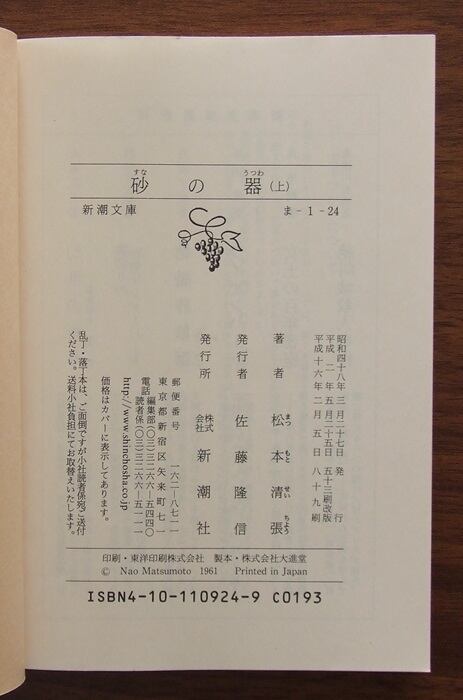 砂の器(上)
すな うつわ
新潮文庫
ま-1-24
昭和四十八年三月二十七日発行
平成二年五月二十五日五十三刷改版
平成十六年二月五日八十九刷
著者 松本清張
まつ もと せい ちよう
発行者 佐藤隆信
発行所 株式会社 新潮社
郵便番号 一六二-八七一一
東京都新宿区矢来町七一
電話 編集部(〇三)三二六六-五四四〇
読者係(〇三)三二六六-五一一一
http://www.shinchosha.co.jp
価格はカバーに表示してあります。
乱丁・落丁本は、ご面倒ですが小社読者係宛ご送付
ください。送料小社負担にてお取替えいたします。
印刷・東洋印刷株式会社 製本・株式会社大進堂
© Nao Matsumoto 1961 Printed in Japan
ISBN4-10-110924-9 C0193